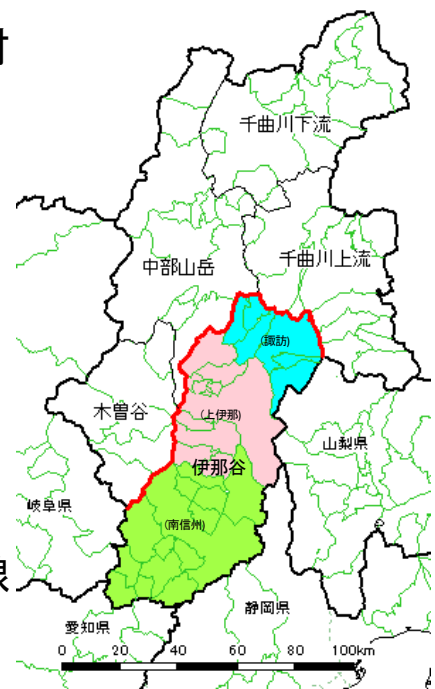 村
千曲川下流
千曲川上流
中部山岳
(諏訪)
木曽谷
(上伊那)
山梨県
伊那谷
岐阜県
(南信州)
静岡県
愛知県
0 20 40 60 80 100km